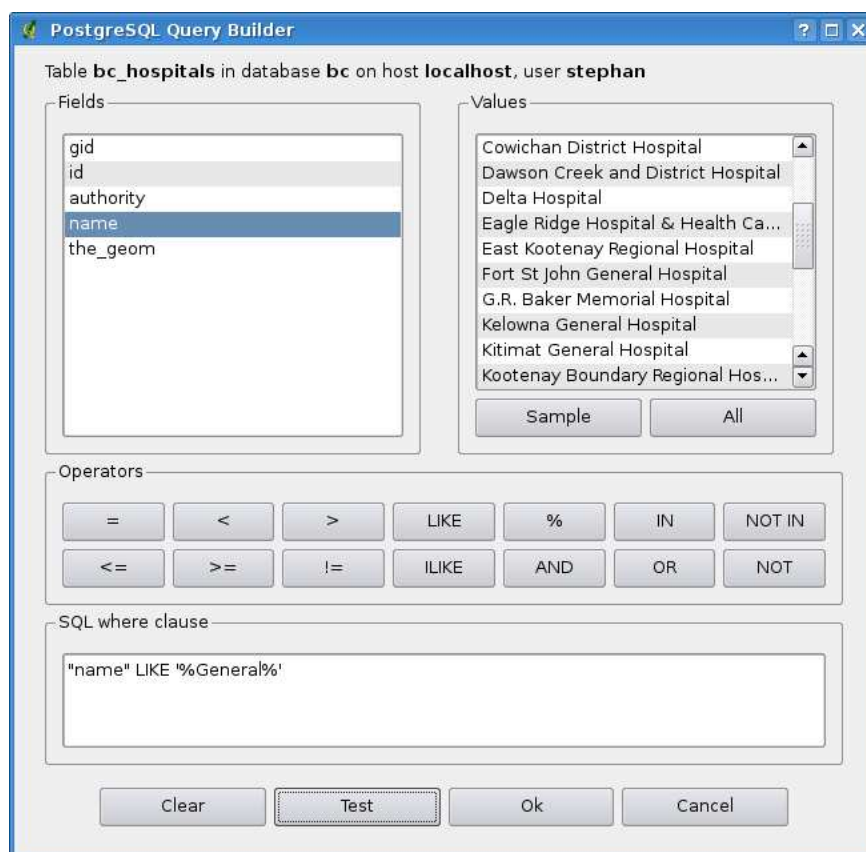 PostgreSQL Query Builder
Table bc_hospitals in database bc on host localhost, user stephan
Fields
gid
id
authority
name
the_geom
Values
Cowichan District Hospital
Dawson Creek and District Hospital
Delta Hospital
Eagle Ridge Hospital & Health Ca...
East Kootenay Regional Hospital
Fort St John General Hospital
G.R. Baker Memorial Hospital
Kelowna General Hospital
Kitimat General Hospital
Kootenay Boundary Regional Hos...
Sample All
Operators
= < > LIKE % IN NOT IN
<= >= != ILIKE AND OR NOT
SQL where clause
"name" LIKE '%General%'
Clear Test Ok Cancel